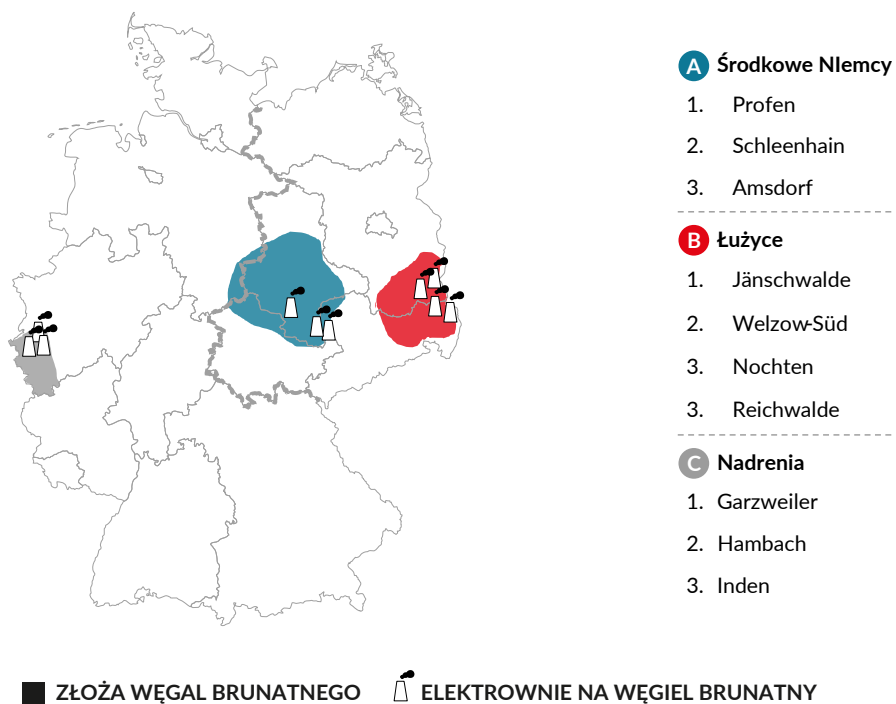 A Środkowe NIemcy
1. Profen
2. Schleenhain
3. Amsdorf
B Łużyce
1. Jänschwalde
2. Welzow-Süd
3. Nochten
3. Reichwalde
C Nadrenia
1. Garzweiler
2. Hambach
3. Inden
ZŁOŻA WĘGAL BRUNATNEGO ELEKTROWNIE NA WĘGIEL BRUNATNY